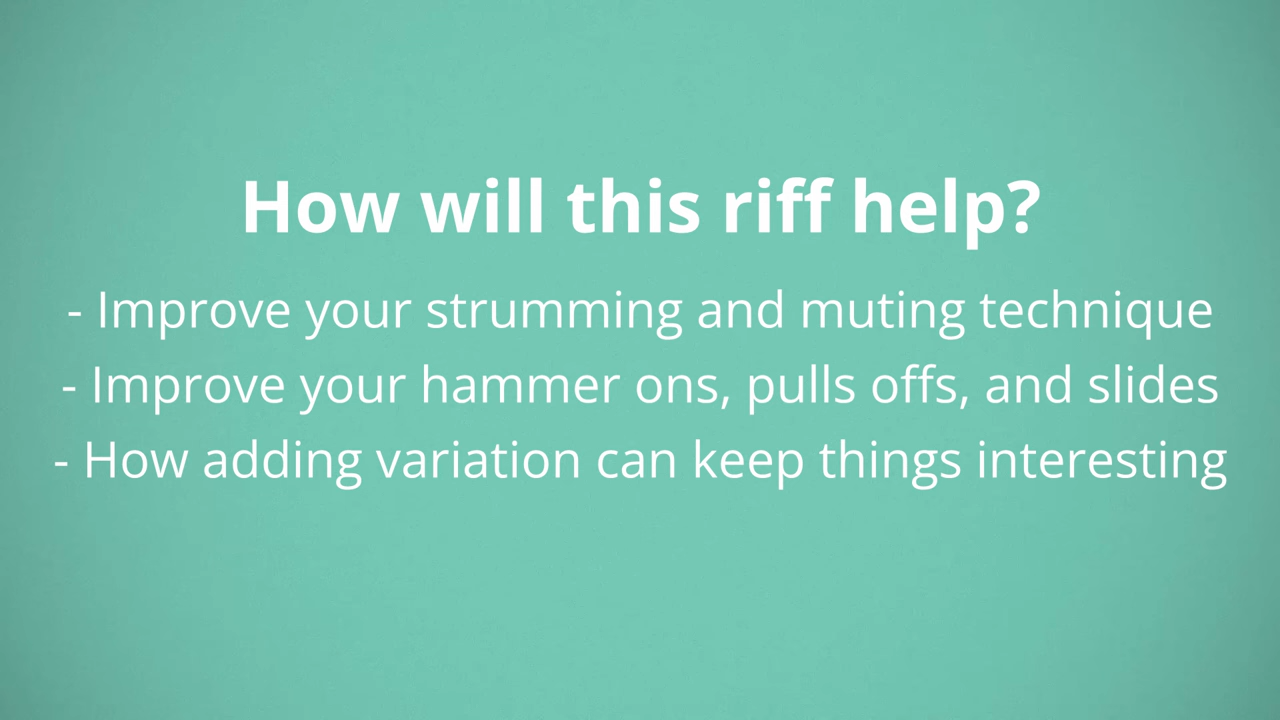 How will this riff help?
- Improve your strumming and muting technique
- Improve your hammer ons, pulls offs, and slides
- How adding variation can keep things interesting